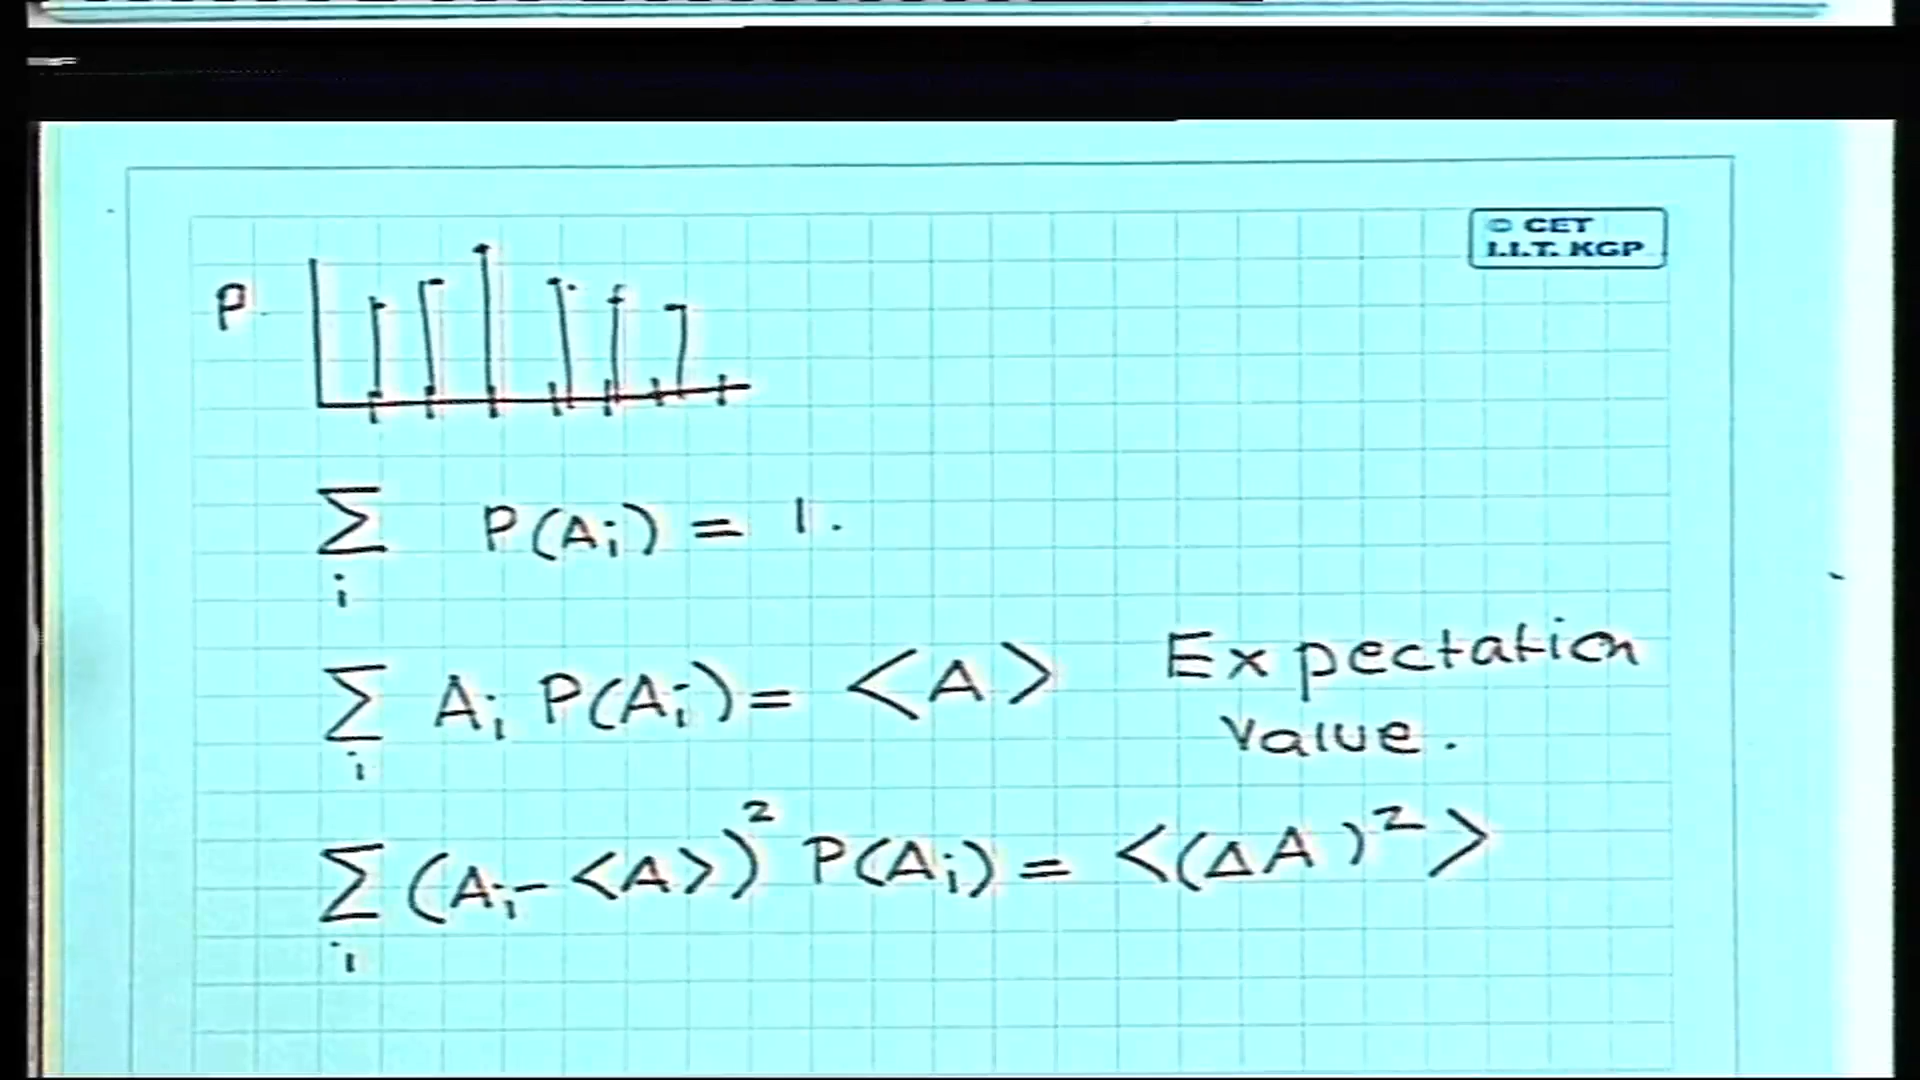 © CET
I.I.T. KGP
P
∑ P(Aᵢ) = 1.
i
∑ Aᵢ P(Aᵢ) = <A> Expectation
i value.
∑ (Aᵢ - <A>)² P(Aᵢ) = <(ΔA)²>
i